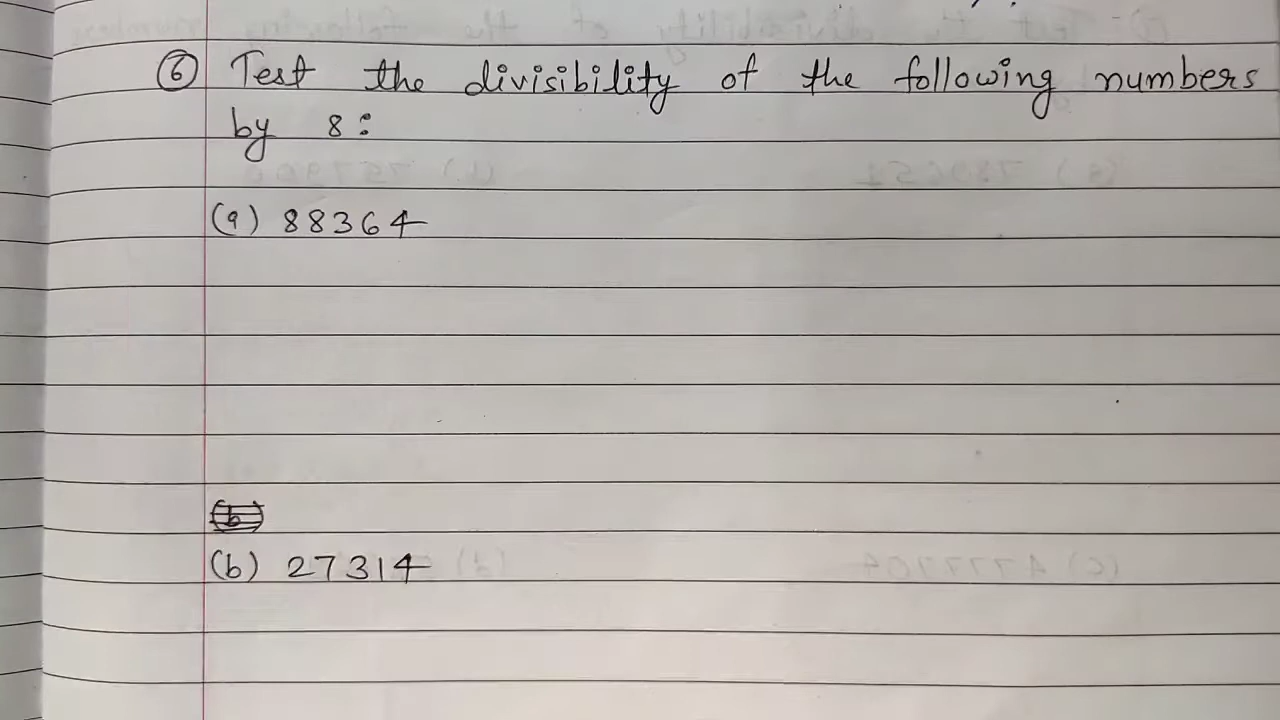 ⑥ Test the divisibility of the following numbers
by 8:
(a) 88364
(b)
(b) 27314